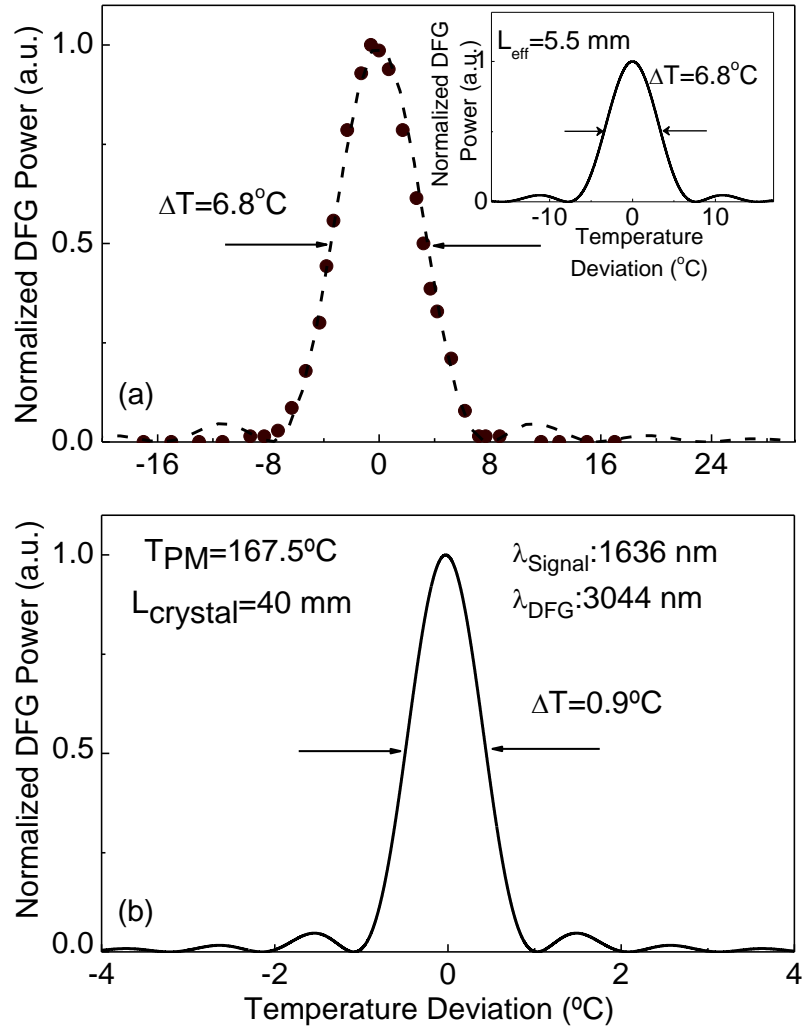 Normalized DFG Power (a.u.)
1.0
0.5
0.0
-16
-8
0
8
16
24
(a)
ΔT=6.8°C
Normalized DFG
Power (a.u.)
L_eff=5.5 mm
ΔT=6.8°C
1
0
-10
0
10
Temperature
Deviation (°C)
Normalized DFG Power (a.u.)
1.0
0.5
0.0
T_PM=167.5ºC
L_crystal=40 mm
λ_Signal:1636 nm
λ_DFG:3044 nm
ΔT=0.9ºC
(b)
-4
-2
0
2
4
Temperature Deviation (ºC)